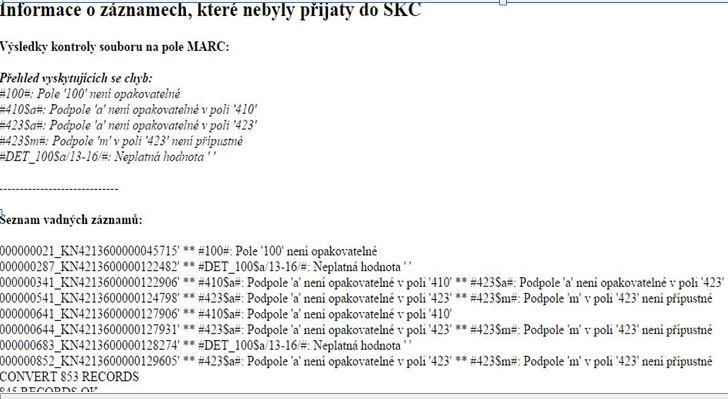 Informace o záznamech, které nebyly přijaty do SKC
Výsledky kontroly souboru na pole MARC:
Přehled vyskytujících se chyb:
#100#: Pole '100' není opakovatelné
#410$a#: Podpole 'a' není opakovatelné v poli '410'
#423$a#: Podpole 'a' není opakovatelné v poli '423'
#423$m#: Podpole 'm' v poli '423' není přípustné
#DET_100$a/13-16/#: Neplatná hodnota ' '
-----------------------------
Seznam vadných záznamů:
000000021_KN4213600000045715' ** #100#: Pole '100' není opakovatelné
000000287_KN4213600000122482' ** #DET_100$a/13-16/#: Neplatná hodnota ' '
000000341_KN4213600000122906' ** #410$a#: Podpole 'a' není opakovatelné v poli '410' ** #423$a#: Podpole 'a' není opakovatelné v poli '423'
000000541_KN4213600000124798' ** #423$a#: Podpole 'a' není opakovatelné v poli '423' ** #423$m#: Podpole 'm' v poli '423' není přípustné
000000641_KN4213600000127906' ** #410$a#: Podpole 'a' není opakovatelné v poli '410'
000000644_KN4213600000127931' ** #423$a#: Podpole 'a' není opakovatelné v poli '423' ** #423$m#: Podpole 'm' v poli '423' není přípustné
000000683_KN4213600000128274' ** #DET_100$a/13-16/#: Neplatná hodnota ' '
000000852_KN4213600000129605' ** #423$a#: Podpole 'a' není opakovatelné v poli '423' ** #423$m#: Podpole 'm' v poli '423' není přípustné
CONVERT 853 RECORDS
845 RECORDS OK